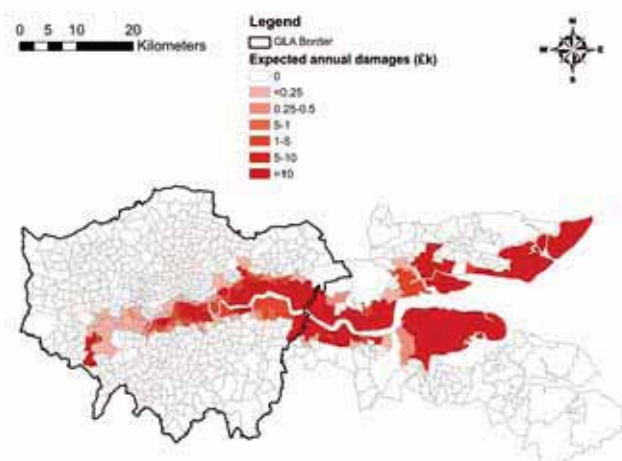 0 5 10 20
Kilometers
Legend
GLA Border
Expected annual damages (£k)
0
<0.25
0.25-0.5
5-1
1-5
5-10
>10
N
W E
S